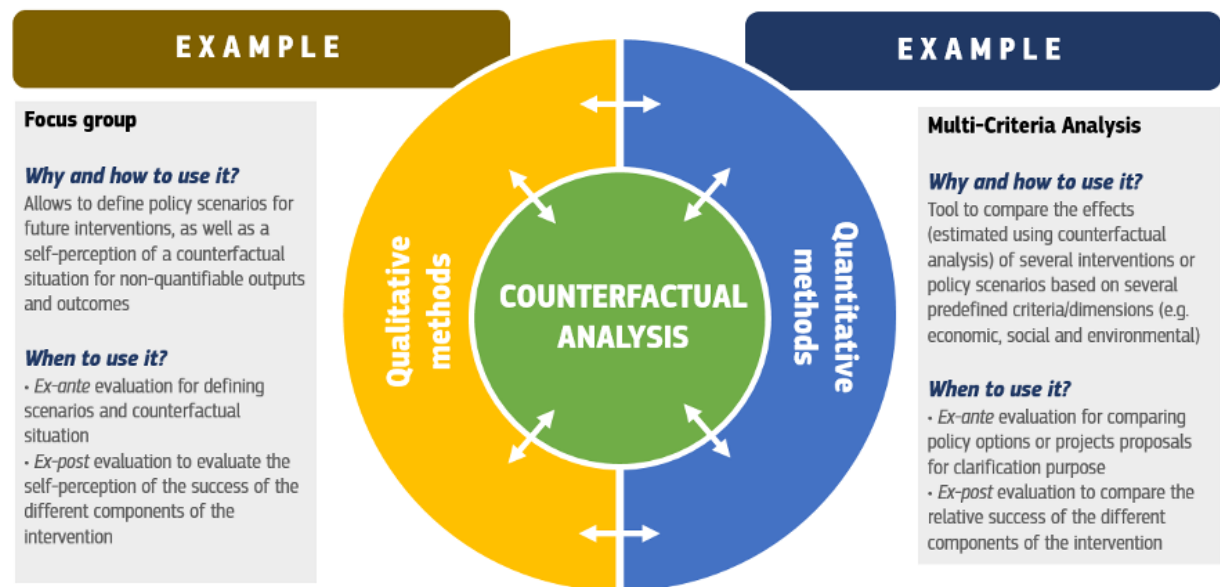 EXAMPLE
Focus group
Why and how to use it?
Allows to define policy scenarios for
future interventions, as well as a
self-perception of a counterfactual
situation for non-quantifiable outputs
and outcomes
When to use it?
• Ex-ante evaluation for defining
scenarios and counterfactual
situation
• Ex-post evaluation to evaluate the
self-perception of the success of the
different components of the
intervention
Qualitative
methods
COUNTERFACTUAL
ANALYSIS
Quantitative
methods
EXAMPLE
Multi-Criteria Analysis
Why and how to use it?
Tool to compare the effects
(estimated using counterfactual
analysis) of several interventions or
policy scenarios based on several
predefined criteria/dimensions (e.g.
economic, social and environmental)
When to use it?
• Ex-ante evaluation for comparing
policy options or projects proposals
for clarification purpose
• Ex-post evaluation to compare the
relative success of the different
components of the intervention